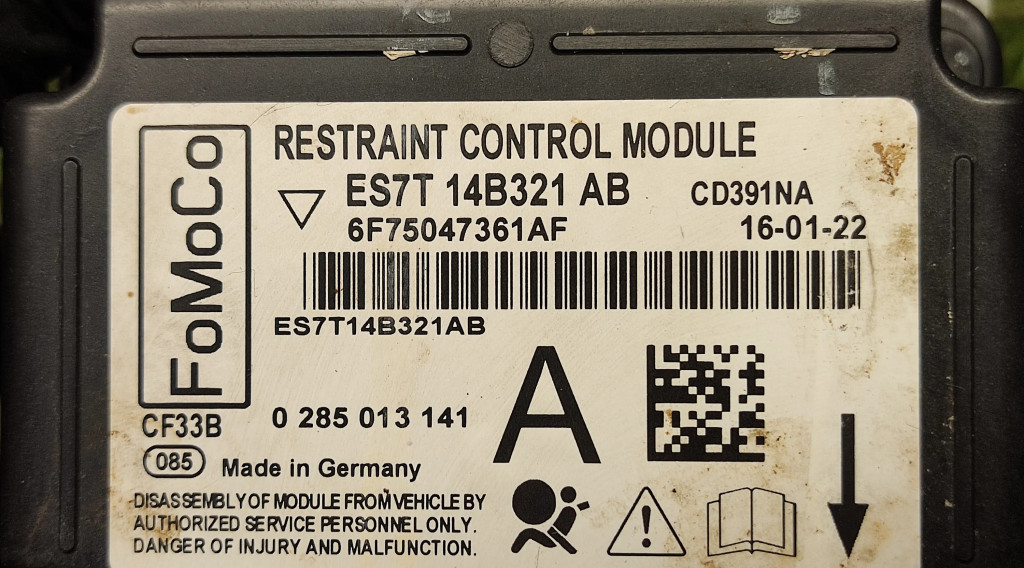 FoMoCo
RESTRAINT CONTROL MODULE
ES7T 14B321 AB CD391NA
6F75047361AF 16-01-22
ES7T14B321AB
A
CF33B
0 285 013 141
085
Made in Germany
DISASSEMBLY OF MODULE FROM VEHICLE BY
AUTHORIZED SERVICE PERSONNEL ONLY.
DANGER OF INJURY AND MALFUNCTION.